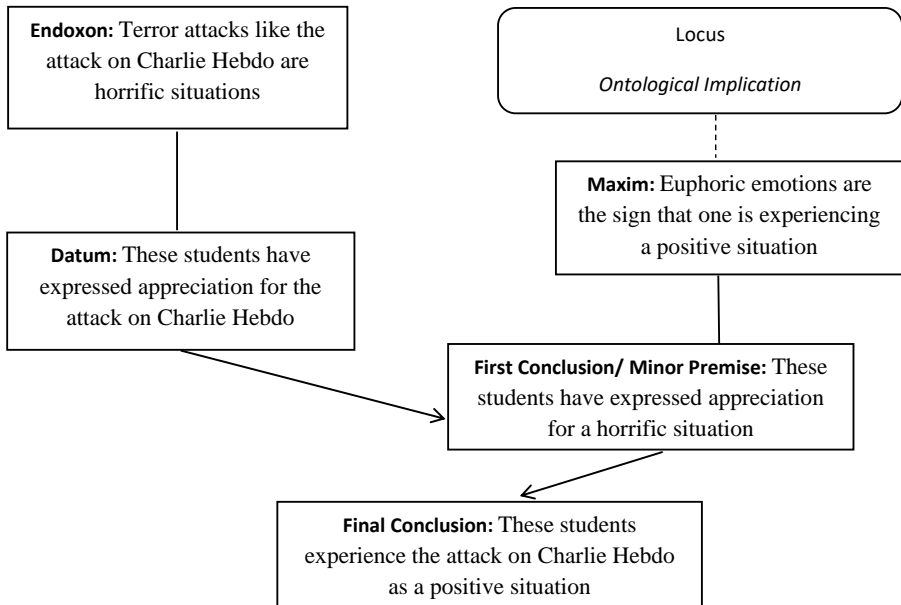 Endoxon: Terror attacks like the
attack on Charlie Hebdo are
horrific situations
Locus
Ontological Implication
Maxim: Euphoric emotions are
the sign that one is experiencing
a positive situation
Datum: These students have
expressed appreciation for the
attack on Charlie Hebdo
First Conclusion/ Minor Premise: These
students have expressed appreciation
for a horrific situation
Final Conclusion: These students
experience the attack on Charlie Hebdo
as a positive situation